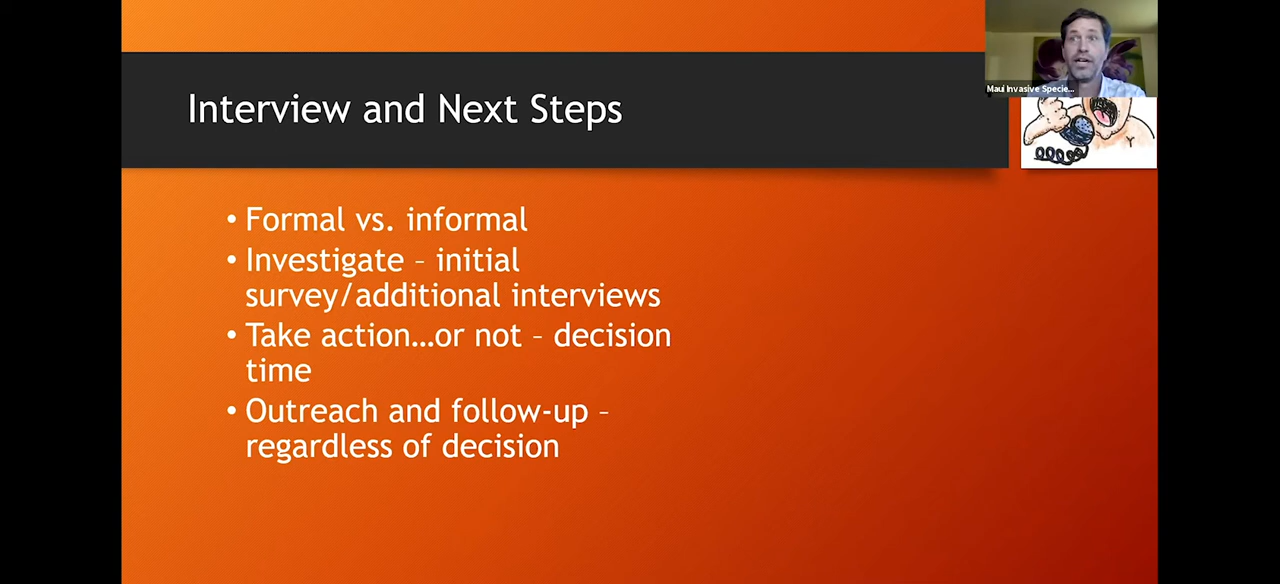 Maui Invasive Specie...
Interview and Next Steps
• Formal vs. informal
• Investigate – initial
survey/additional interviews
• Take action…or not – decision
time
• Outreach and follow-up –
regardless of decision